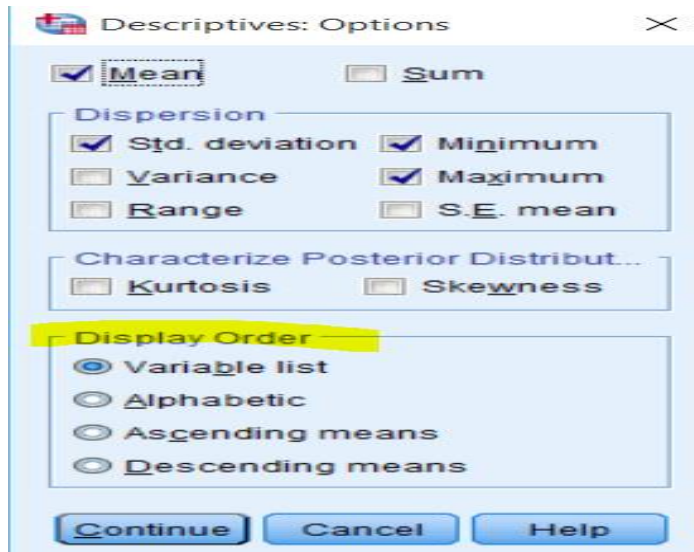 Descriptives: Options
Mean Sum
Dispersion
Std. deviation Minimum
Variance Maximum
Range S.E. mean
Characterize Posterior Distribut...
Kurtosis Skewness
Display Order
Variable list
Alphabetic
Ascending means
Descending means
Continue Cancel Help